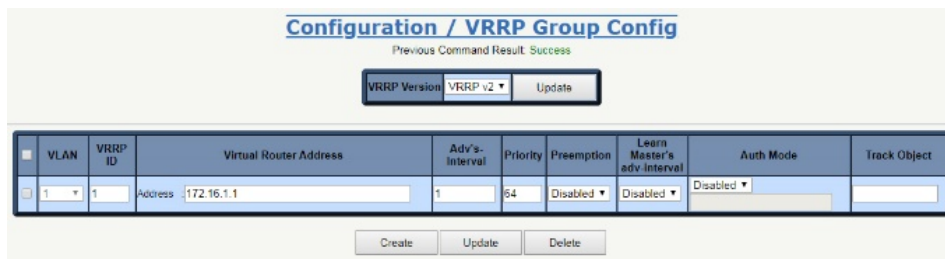 Configuration / VRRP Group Config
Previous Command Result: Success
VRRP Version VRRP v2 Update
VLAN VRRP ID Virtual Router Address Adv's-Interval Priority Preemption Learn Master's adv-interval Auth Mode Track Object
1 1 Address : 172.16.1.1 1 64 Disabled Disabled Disabled
Create Update Delete